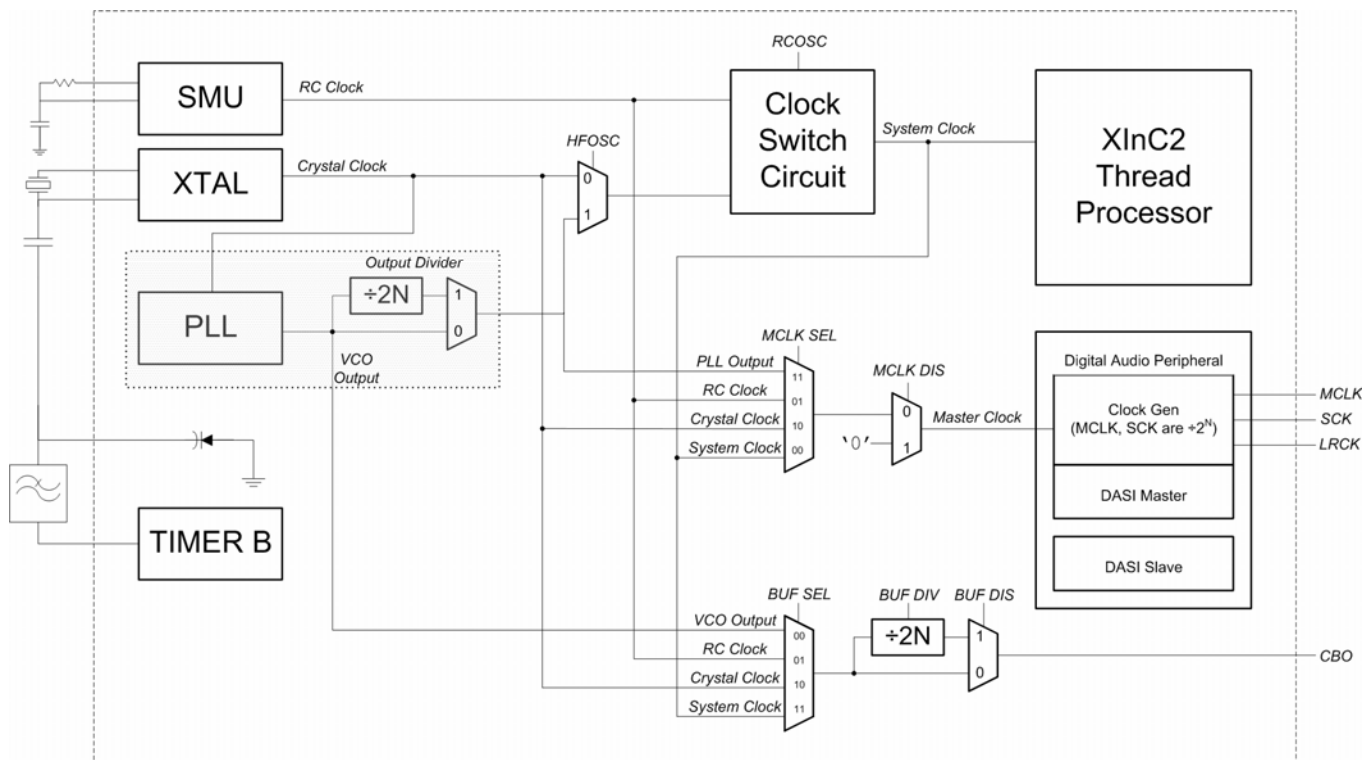 RCOSC
SMU
RC Clock
Clock
Switch
Circuit
System Clock
XInC2
Thread
Processor
HFOSC
XTAL
Crystal Clock
0
1
Output Divider
÷2N
1
0
PLL
VCO
Output
MCLK SEL
PLL Output
11
RC Clock
01
Crystal Clock
10
System Clock
00
MCLK DIS
0
'0'
1
Master Clock
Digital Audio Peripheral
Clock Gen
(MCLK, SCK are ÷2^N)
MCLK
SCK
LRCK
DASI Master
DASI Slave
TIMER B
BUF SEL
VCO Output
00
RC Clock
01
Crystal Clock
10
System Clock
11
BUF DIV
÷2N
BUF DIS
1
0
CBO